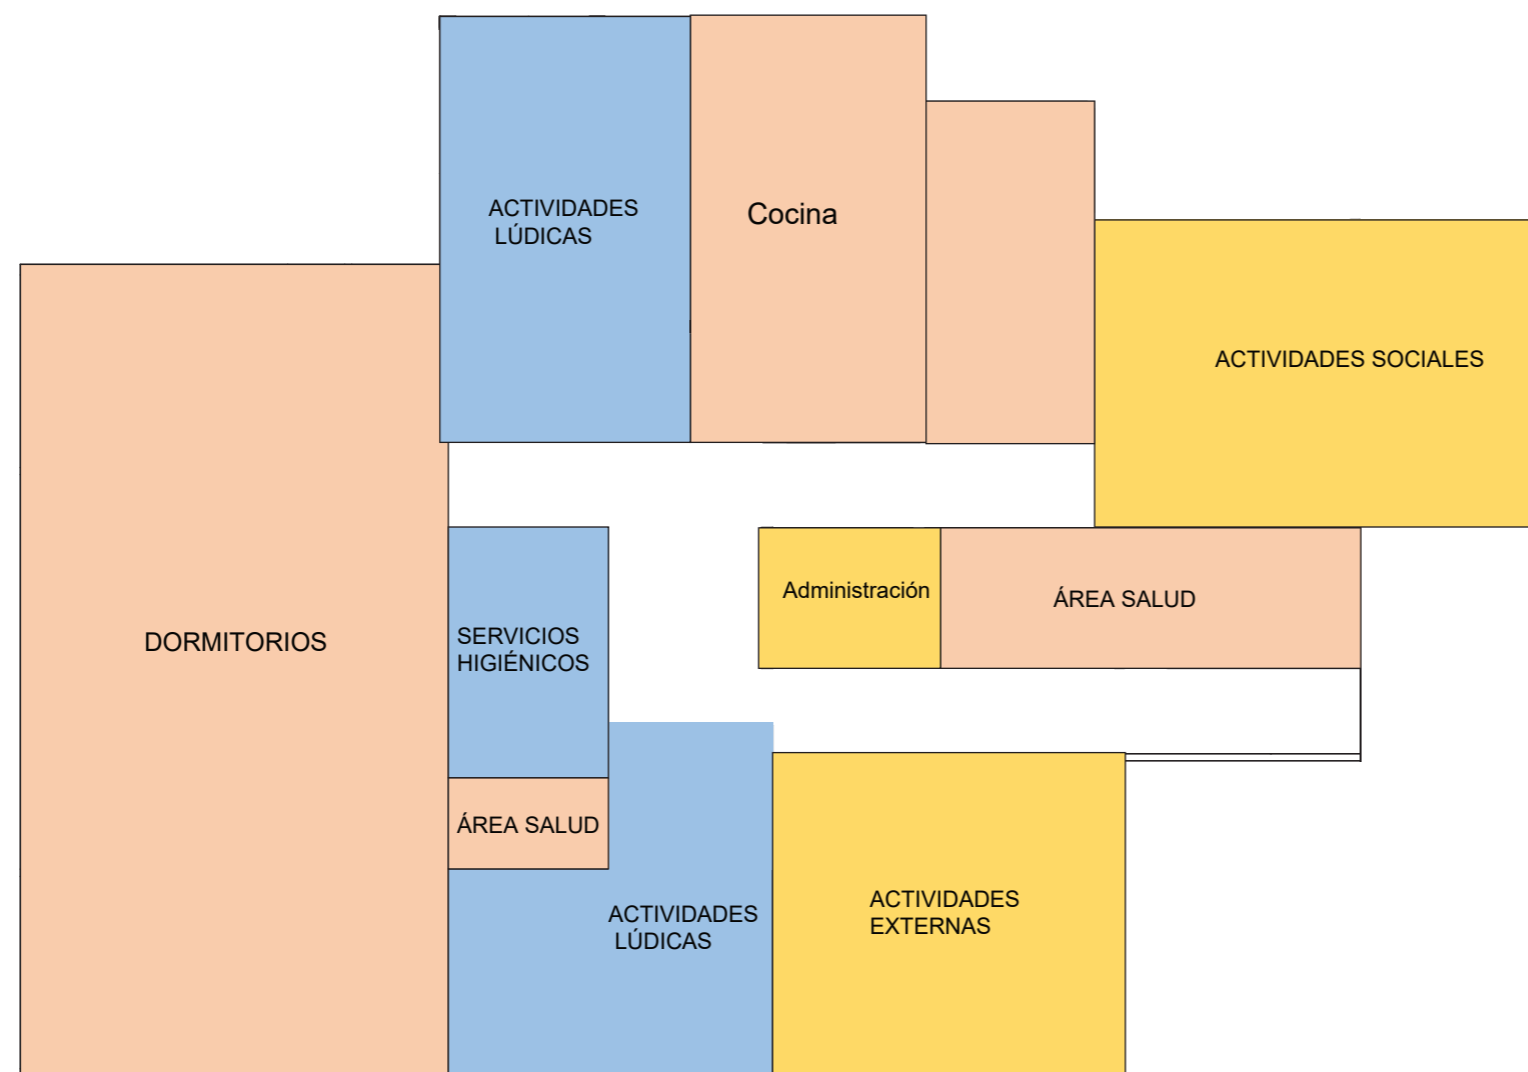 ACTIVIDADES
LÚDICAS
Cocina
ACTIVIDADES SOCIALES
Administración
ÁREA SALUD
DORMITORIOS
SERVICIOS
HIGIÉNICOS
ÁREA SALUD
ACTIVIDADES
LÚDICAS
ACTIVIDADES
EXTERNAS